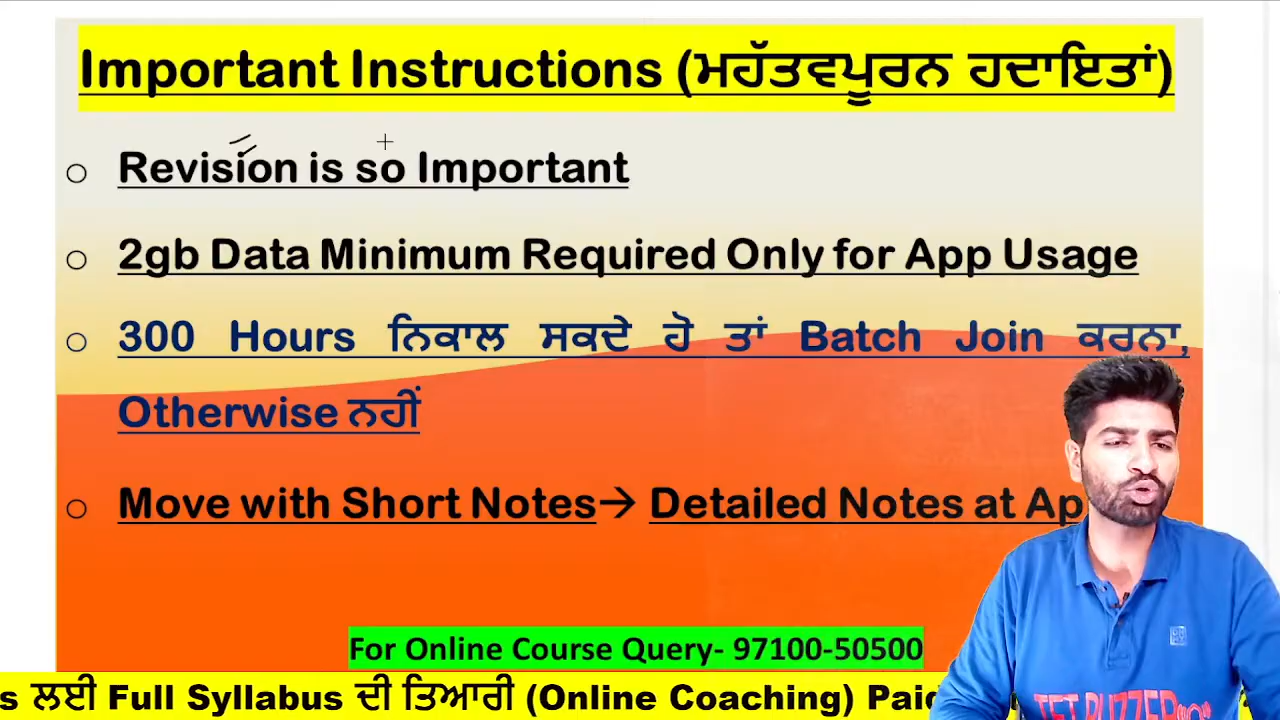 Important Instructions (ਮਹੱਤਵਪੂਰਨ ਹਦਾਇਤਾਂ)
Revision is so Important
2gb Data Minimum Required Only for App Usage
300 Hours ਨਿਕਾਲ ਸਕਦੇ ਹੋ ਤਾਂ Batch Join ਕਰਨਾ,
Otherwise ਨਹੀਂ
Move with Short Notes→ Detailed Notes at Ap
For Online Course Query- 97100-50500
s ਲਈ Full Syllabus ਦੀ ਤਿਆਰੀ (Online Coaching) Paid